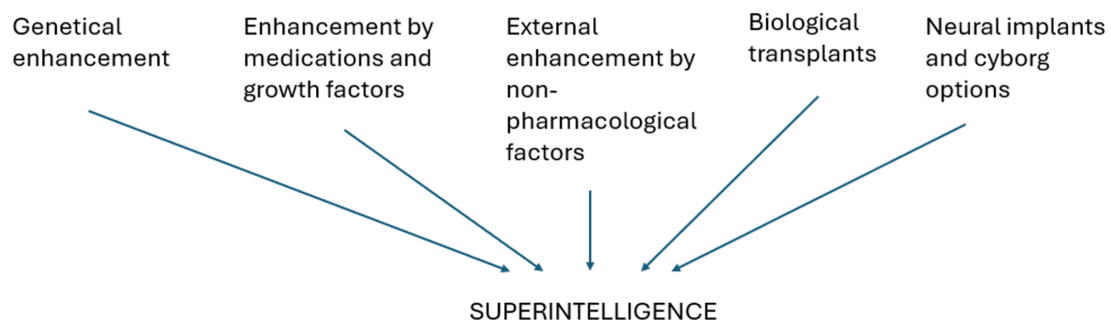 Genetical
enhancement
Enhancement by
medications and
growth factors
External
enhancement by
non-
pharmacological
factors
Biological
transplants
Neural implants
and cyborg
options
SUPERINTELLIGENCE